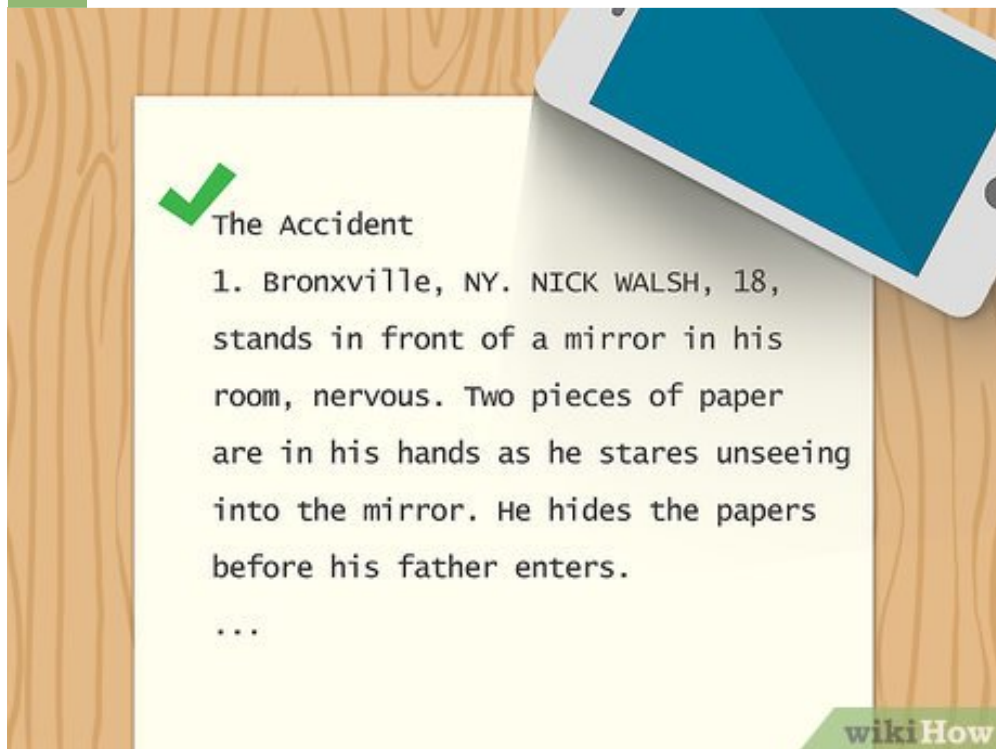 The Accident
1. Bronxville, NY. NICK WALSH, 18,
stands in front of a mirror in his
room, nervous. Two pieces of paper
are in his hands as he stares unseeing
into the mirror. He hides the papers
before his father enters.
...
wikiHow